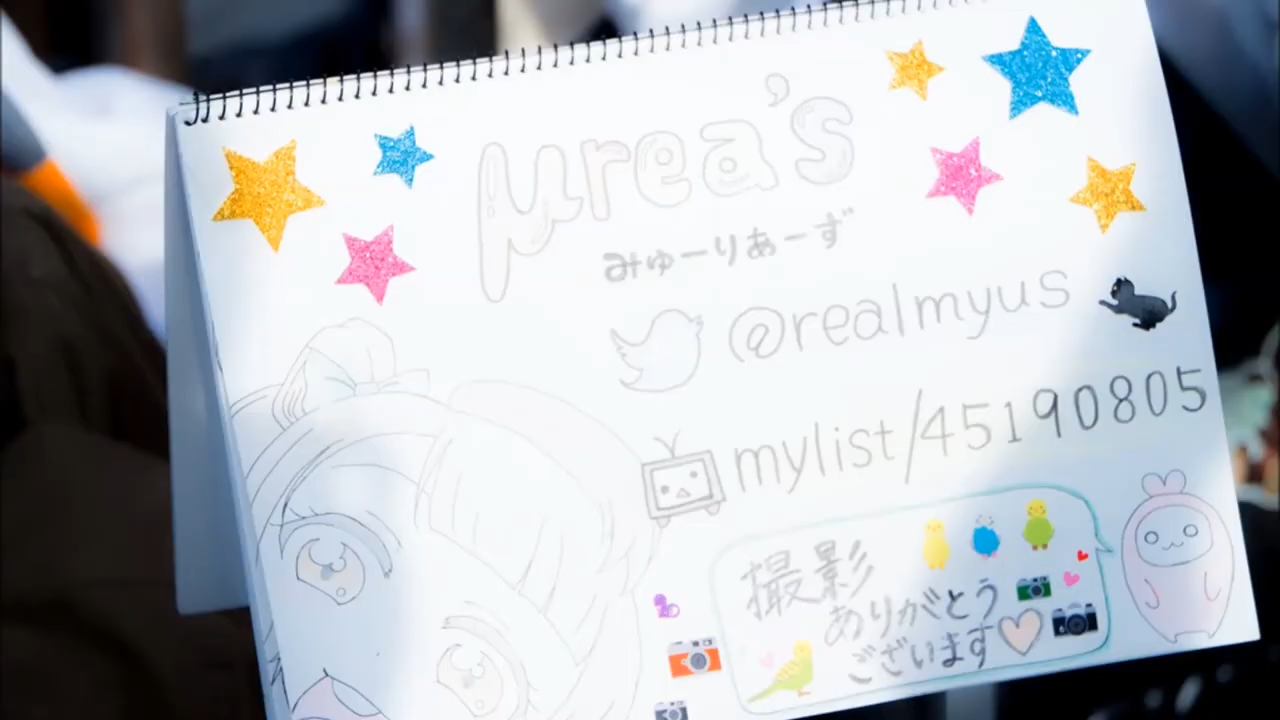 μrea's
みゅーりあーず
@realmyus
mylist/45190805
撮影
ありがとう
ございます